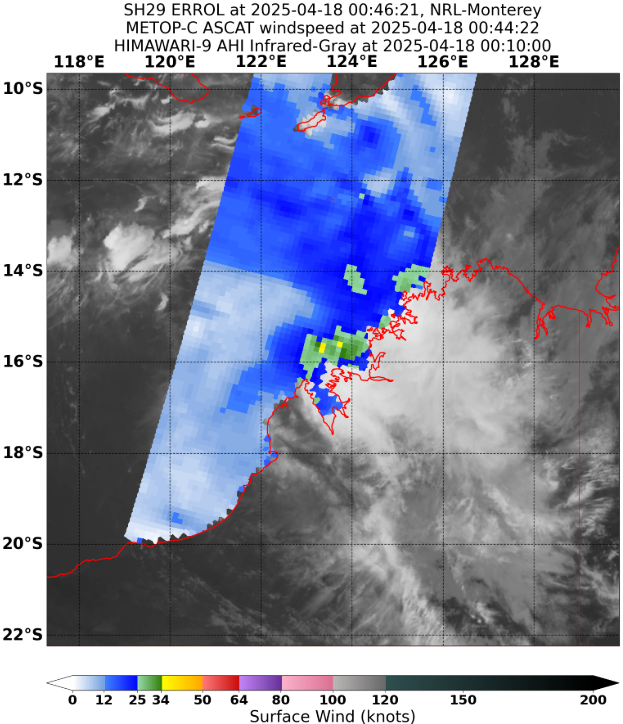 SH29 ERROL at 2025-04-18 00:46:21, NRL-Monterey
METOP-C ASCAT windspeed at 2025-04-18 00:44:22
HIMAWARI-9 AHI Infrared-Gray at 2025-04-18 00:10:00
118°E 120°E 122°E 124°E 126°E 128°E
10°S
12°S
14°S
16°S
18°S
20°S
22°S
0 12 25 34 50 64 80 100 120 150 200
Surface Wind (knots)